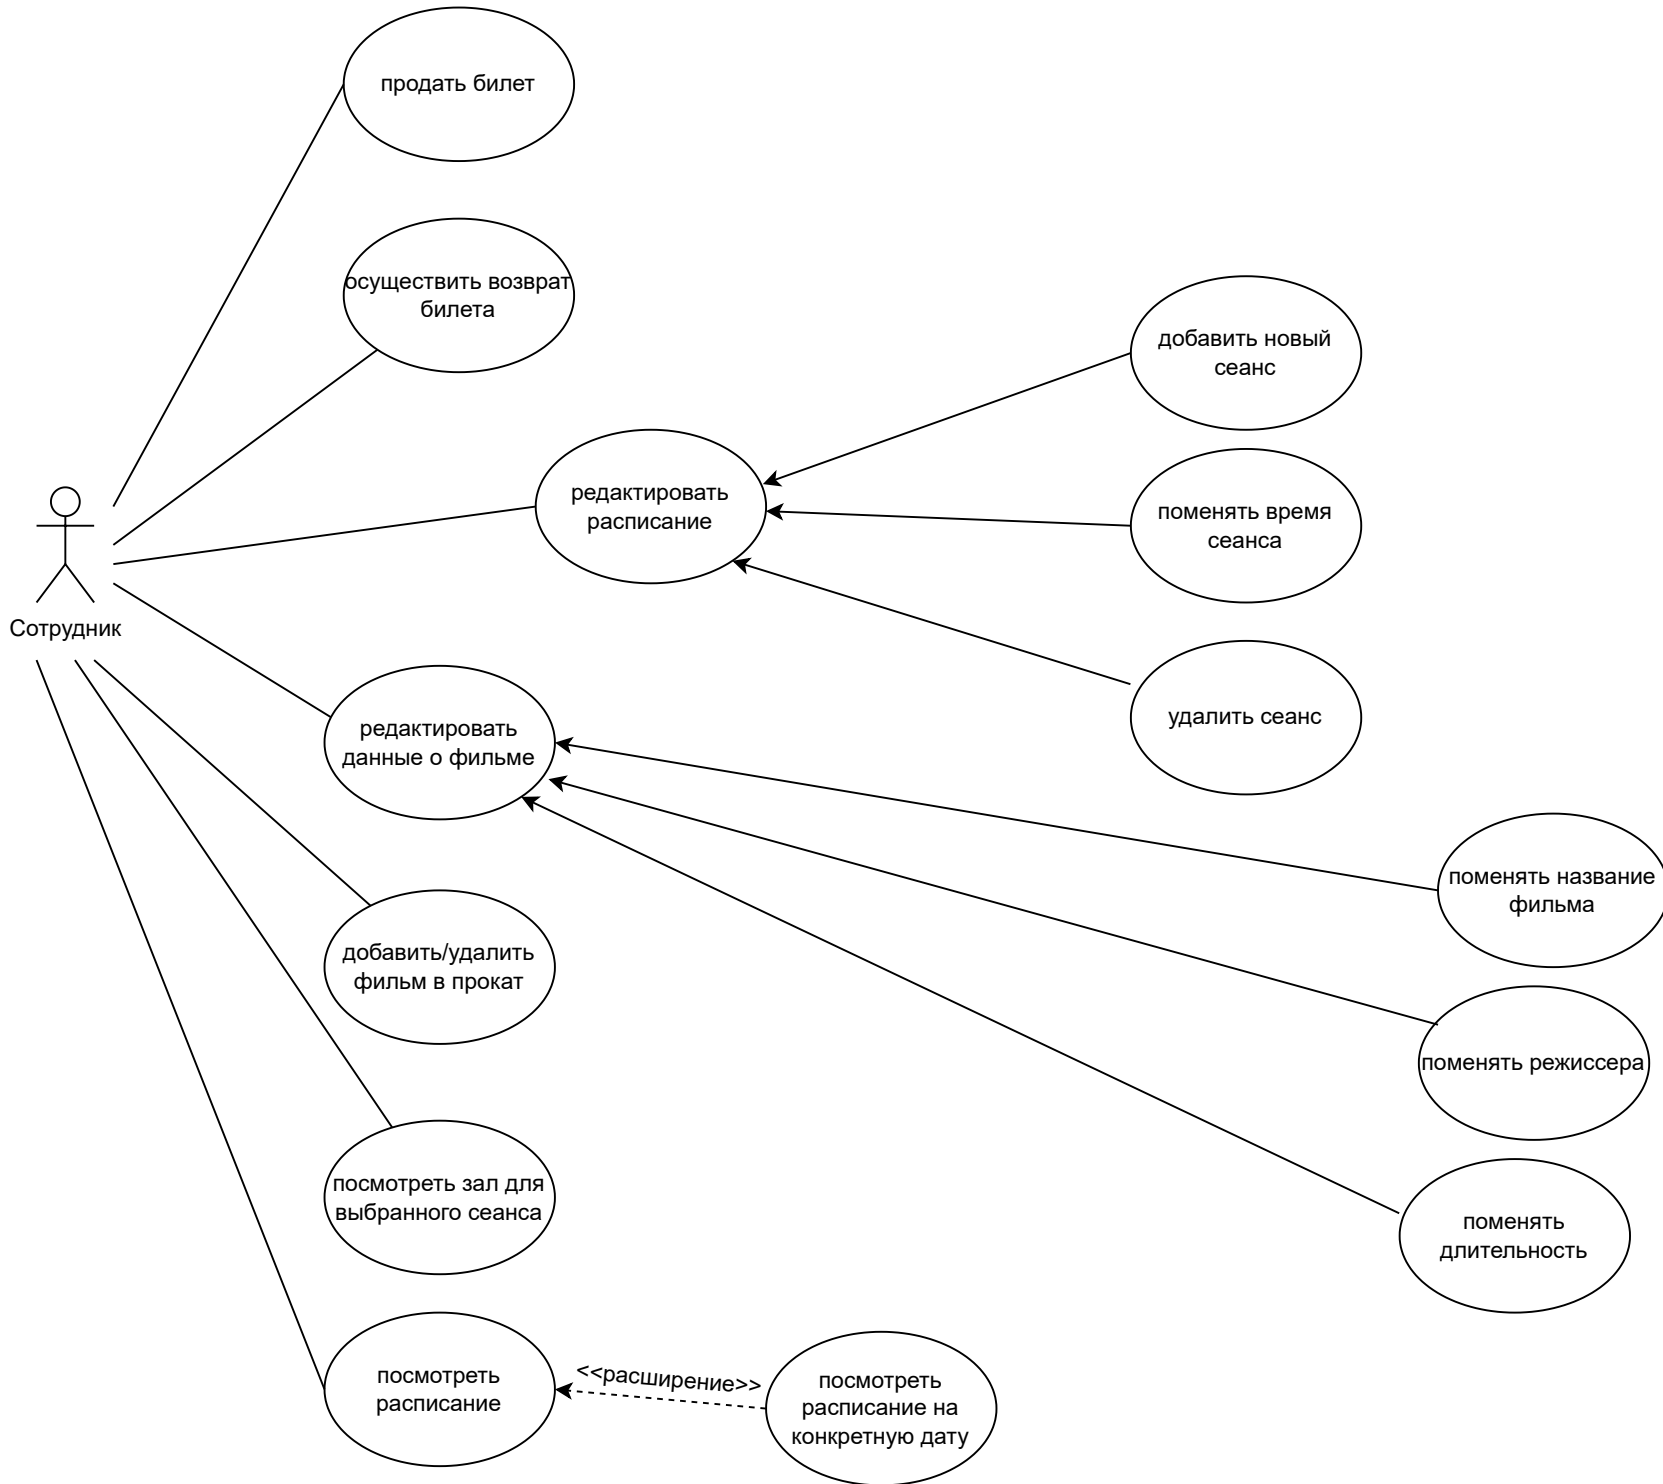 продать билет
осуществить возврат
билета
добавить новый
сеанс
редактировать
расписание
поменять время
сеанса
Сотрудник
удалить сеанс
редактировать
данные о фильме
поменять название
фильма
добавить/удалить
фильм в прокат
поменять режиссера
посмотреть зал для
выбранного сеанса
поменять
длительность
посмотреть
расписание
<<расширение>>
посмотреть
расписание на
конкретную дату